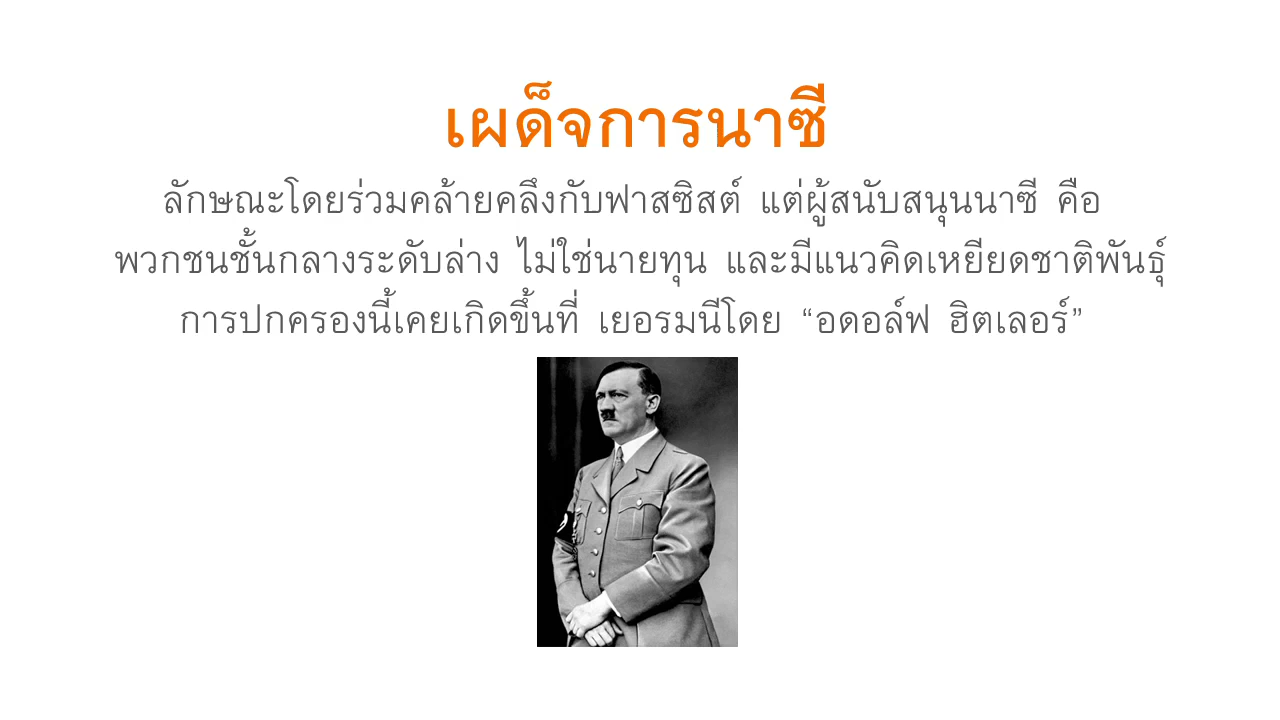 เผด็จการนาซี
ลักษณะโดยร่วมคล้ายคลึงกับฟาสซิสต์ แต่ผู้สนับสนุนนาซี คือ
พวกชนชั้นกลางระดับล่าง ไม่ใช่นายทุน และมีแนวคิดเหยียดชาติพันธุ์
การปกครองนี้เคยเกิดขึ้นที่ เยอรมนีโดย “อดอล์ฟ ฮิตเลอร์”